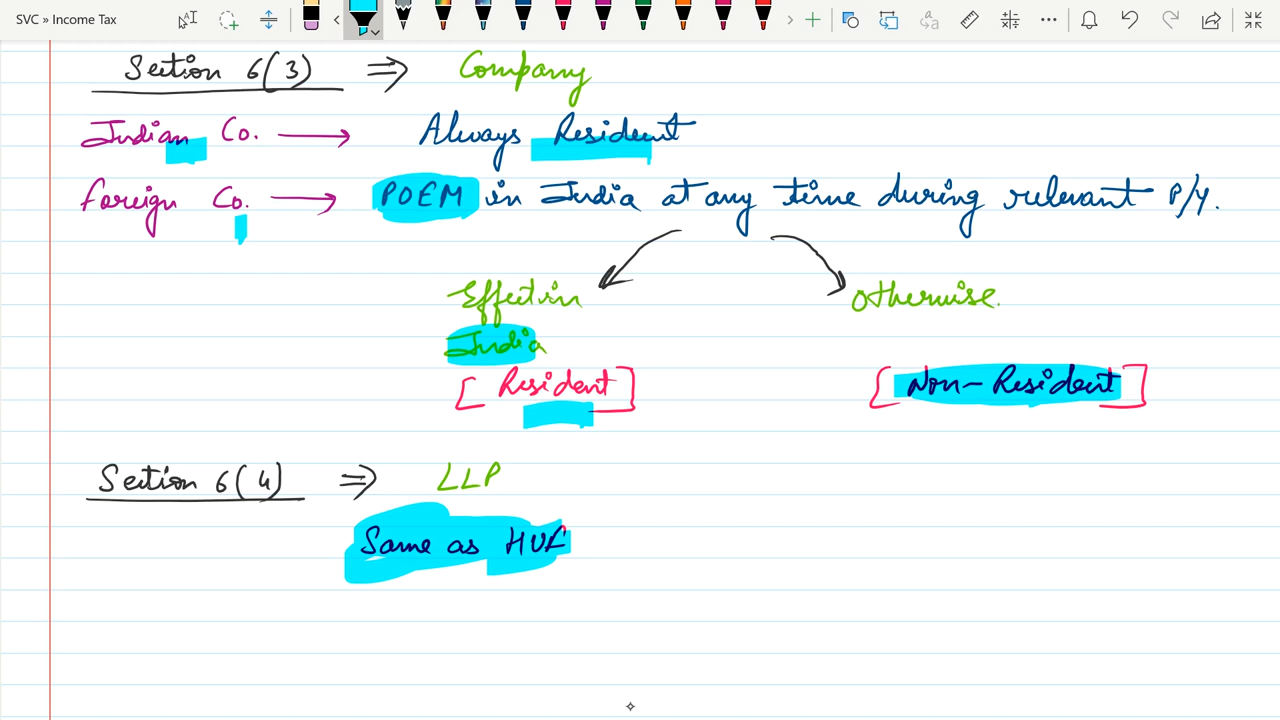 SVC » Income Tax
Section 6(3) ⇒ Company
Indian Co. → Always Resident
Foreign Co. → POEM in India at any time during relevant P/Y.
Effect in Otherwise.
India
[Resident] [Non-Resident]
Section 6(4) ⇒ LLP
Same as HUF